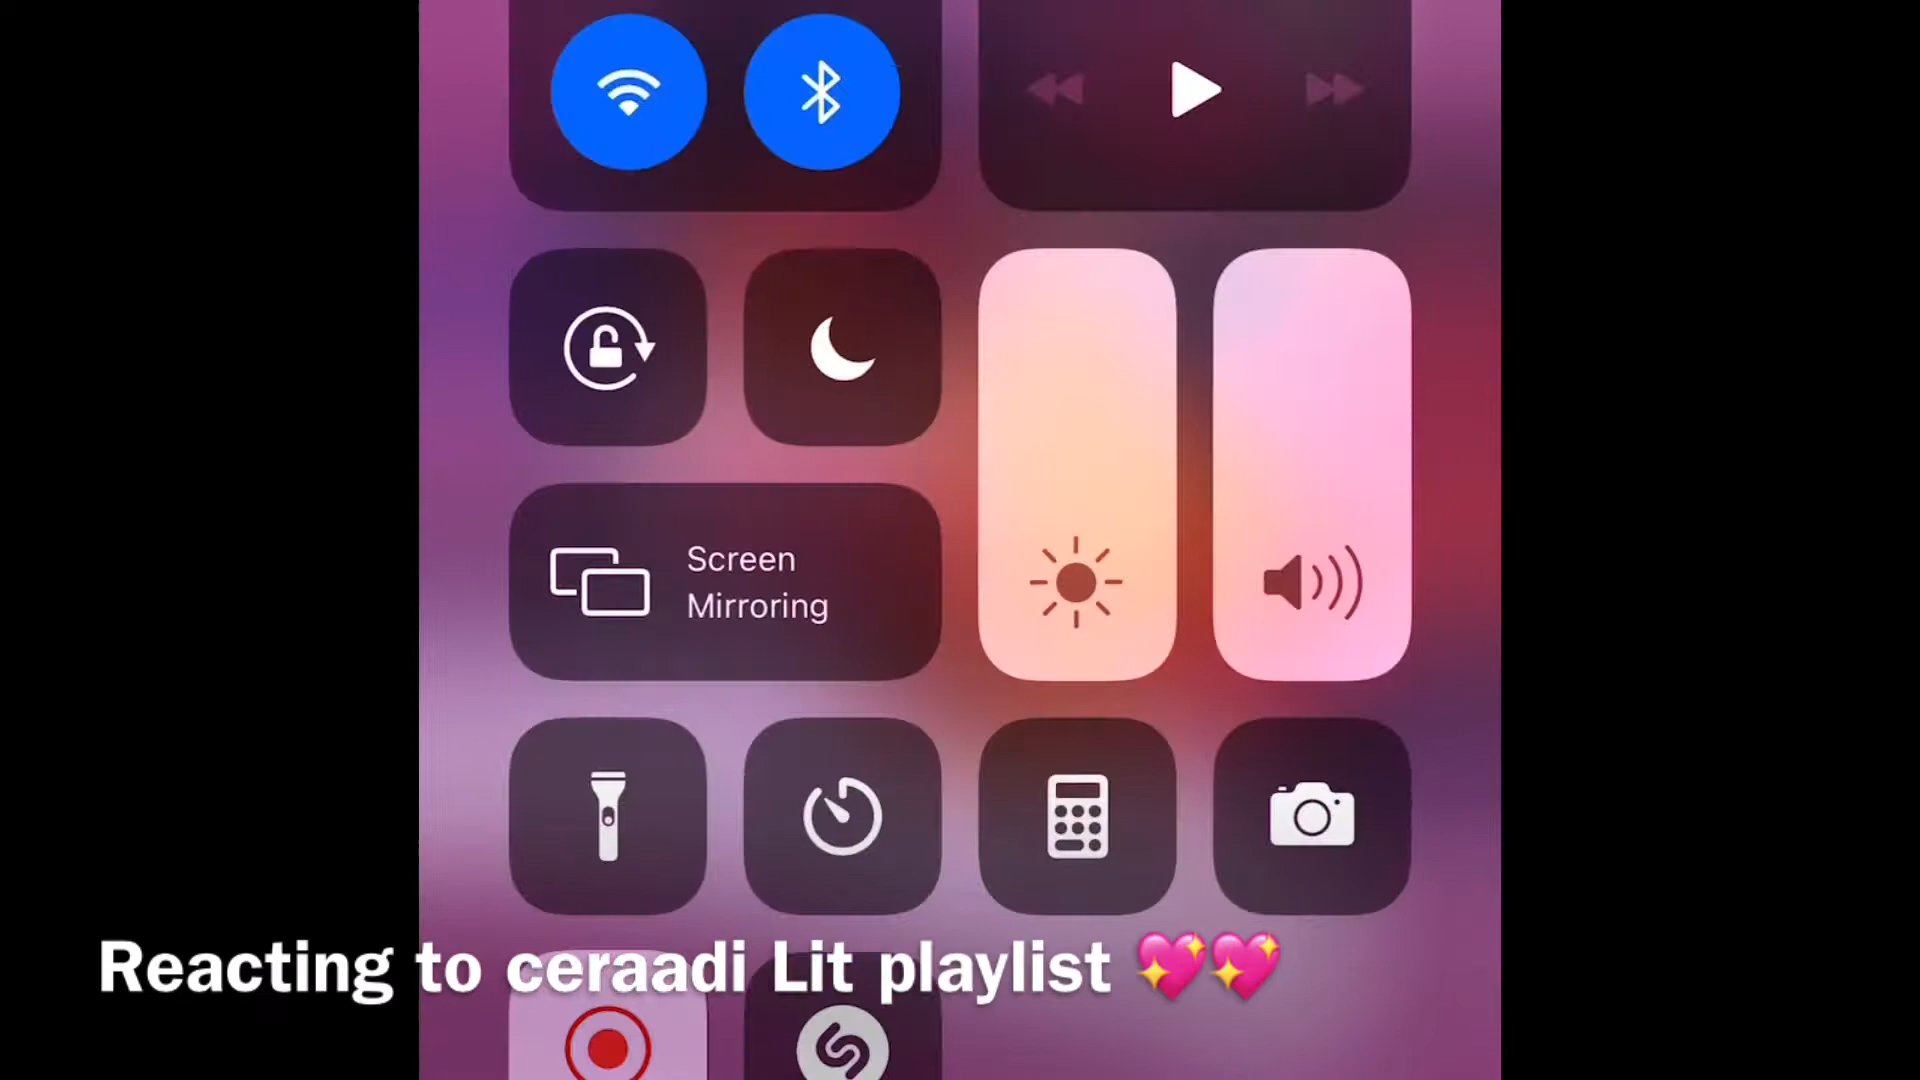 Screen
Mirroring
Reacting to ceraadi Lit playlist 💖💖